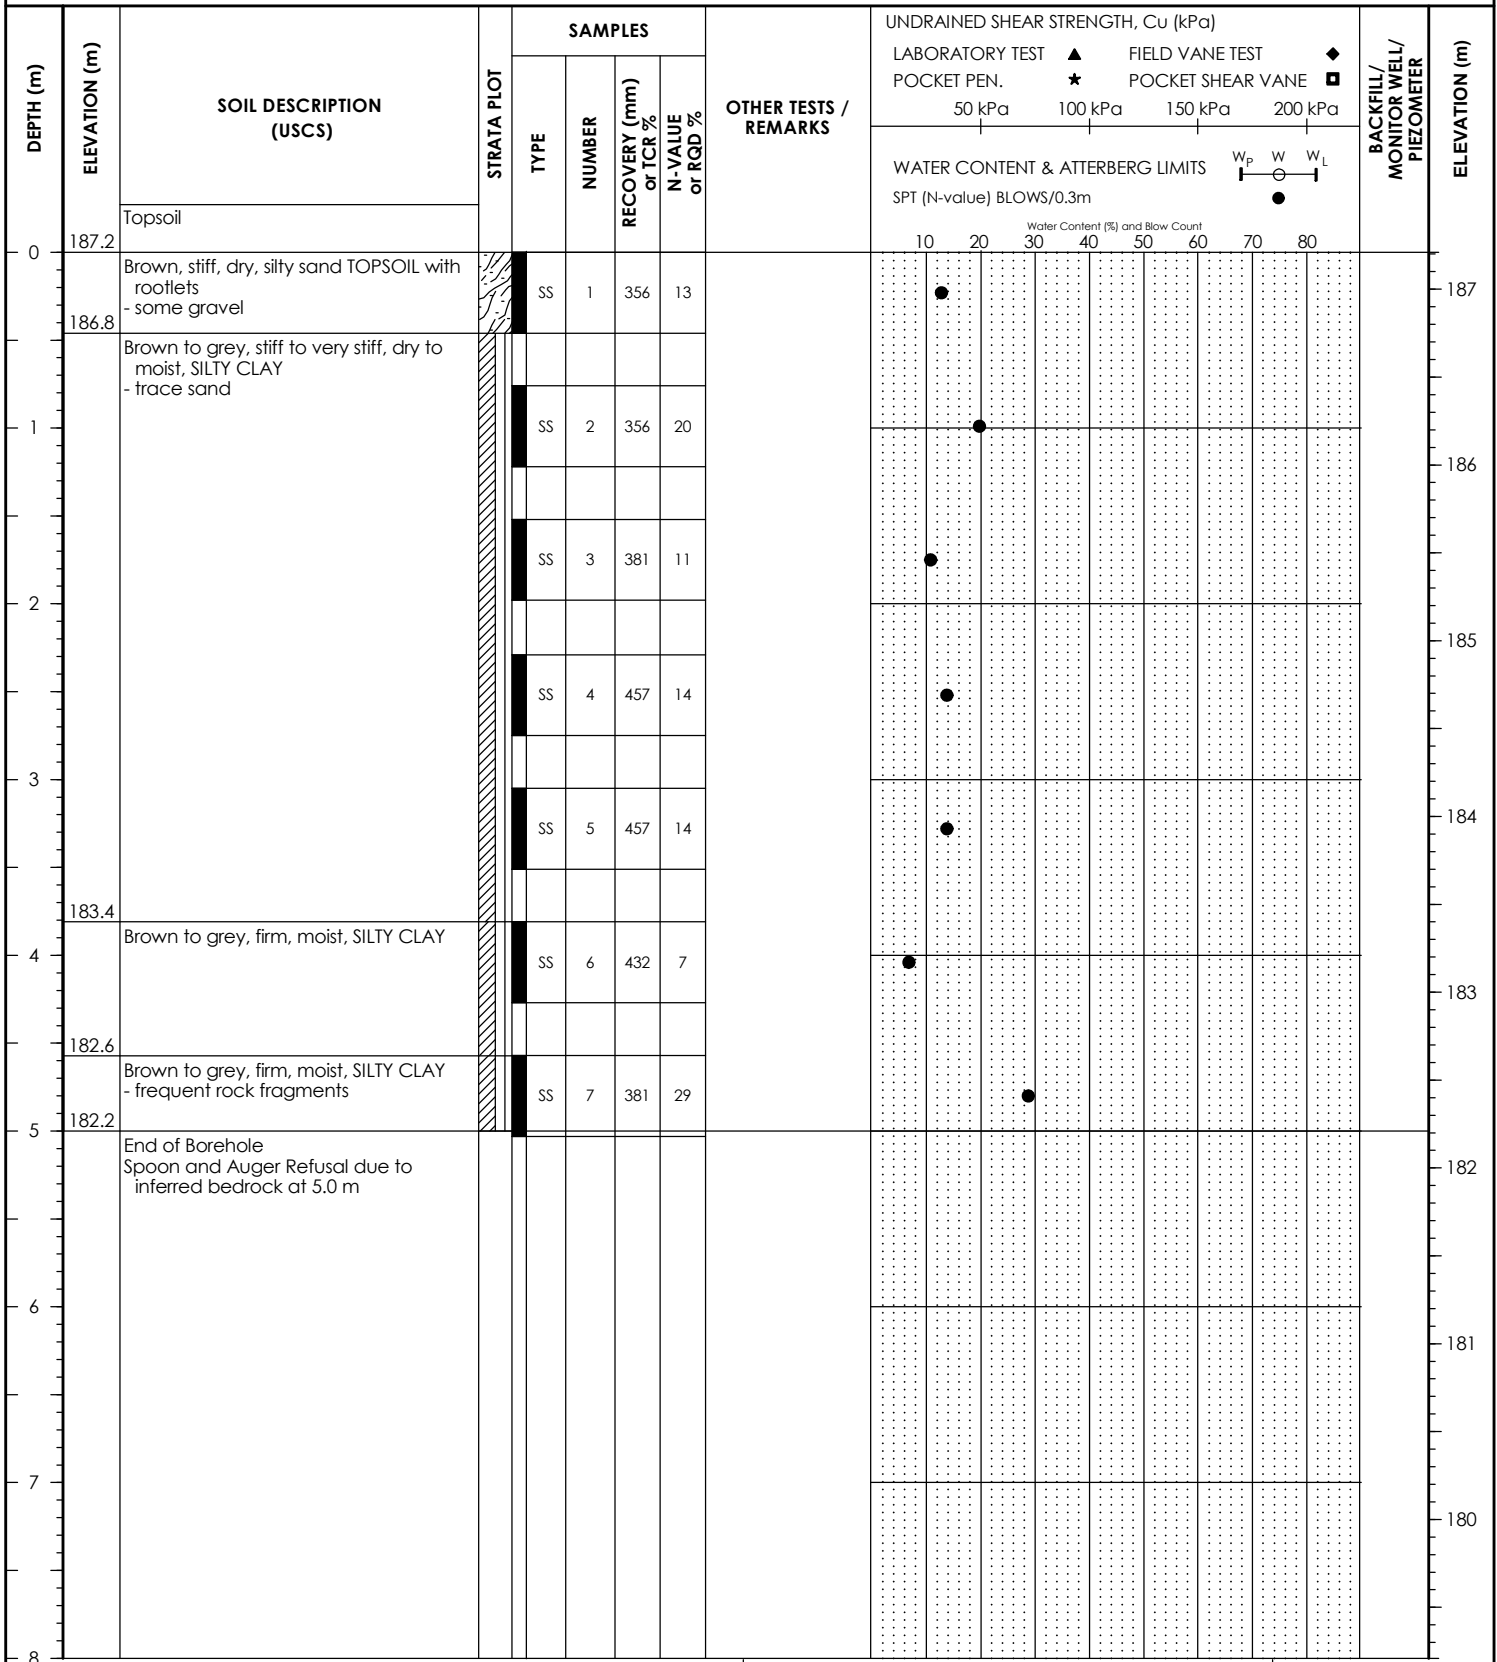 DEPTH (m)
ELEVATION (m)
SOIL DESCRIPTION
(USCS)
STRATA PLOT
SAMPLES
TYPE
NUMBER
RECOVERY (mm)
or TCR %
N-VALUE
or RQD %
OTHER TESTS /
REMARKS
UNDRAINED SHEAR STRENGTH, Cu (kPa)
LABORATORY TEST ▲ FIELD VANE TEST ◆
POCKET PEN. ★ POCKET SHEAR VANE
50 kPa 100 kPa 150 kPa 200 kPa
WATER CONTENT & ATTERBERG LIMITS WP W WL
SPT (N-value) BLOWS/0.3m ●
Water Content (%) and Blow Count
10 20 30 40 50 60 70 80
BACKFILL/
MONITOR WELL/
PIEZOMETER
ELEVATION (m)
Topsoil
0 187.2
Brown, stiff, dry, silty sand TOPSOIL with
rootlets
- some gravel
SS 1 356 13
187
186.8
Brown to grey, stiff to very stiff, dry to
moist, SILTY CLAY
- trace sand
1 SS 2 356 20
186
SS 3 381 11
2
185
SS 4 457 14
3
SS 5 457 14
184
183.4
Brown to grey, firm, moist, SILTY CLAY
4 SS 6 432 7
183
182.6
Brown to grey, firm, moist, SILTY CLAY
- frequent rock fragments
SS 7 381 29
182.2
5
End of Borehole
Spoon and Auger Refusal due to
inferred bedrock at 5.0 m
182
6
181
7
180
8